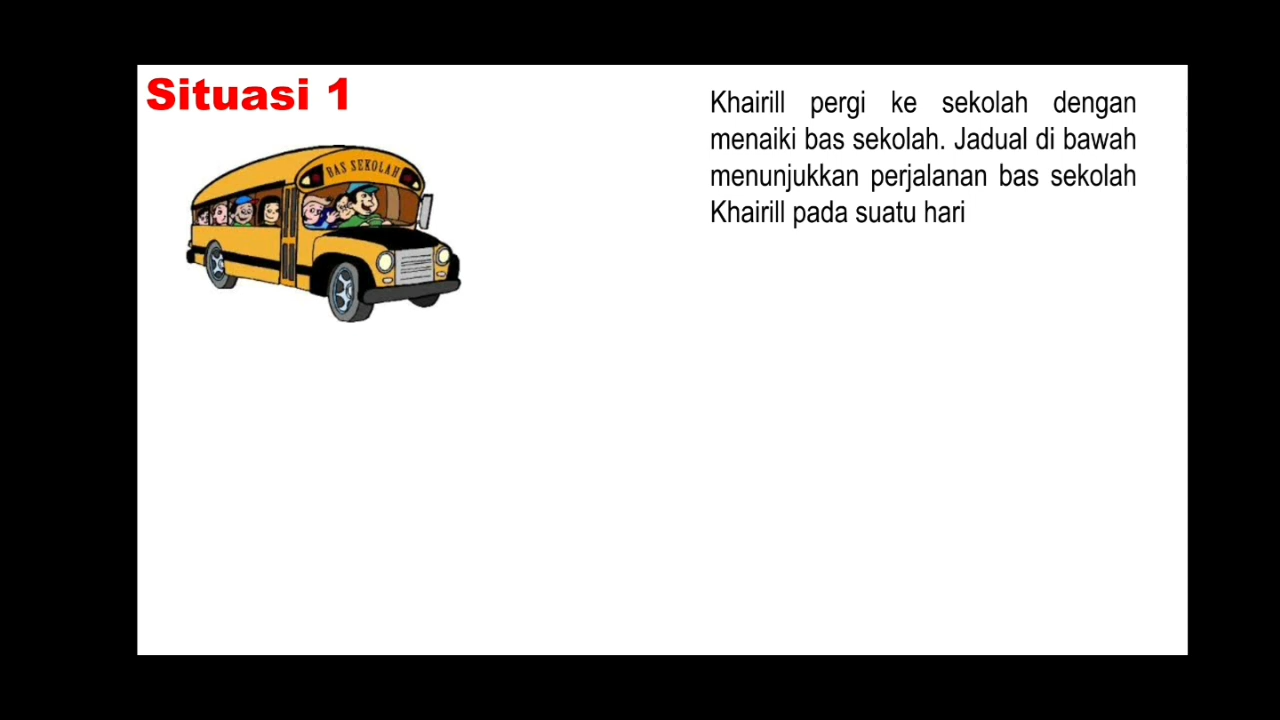 Situasi 1
BAS SEKOLAH
Khairill pergi ke sekolah dengan
menaiki bas sekolah. Jadual di bawah
menunjukkan perjalanan bas sekolah
Khairill pada suatu hari